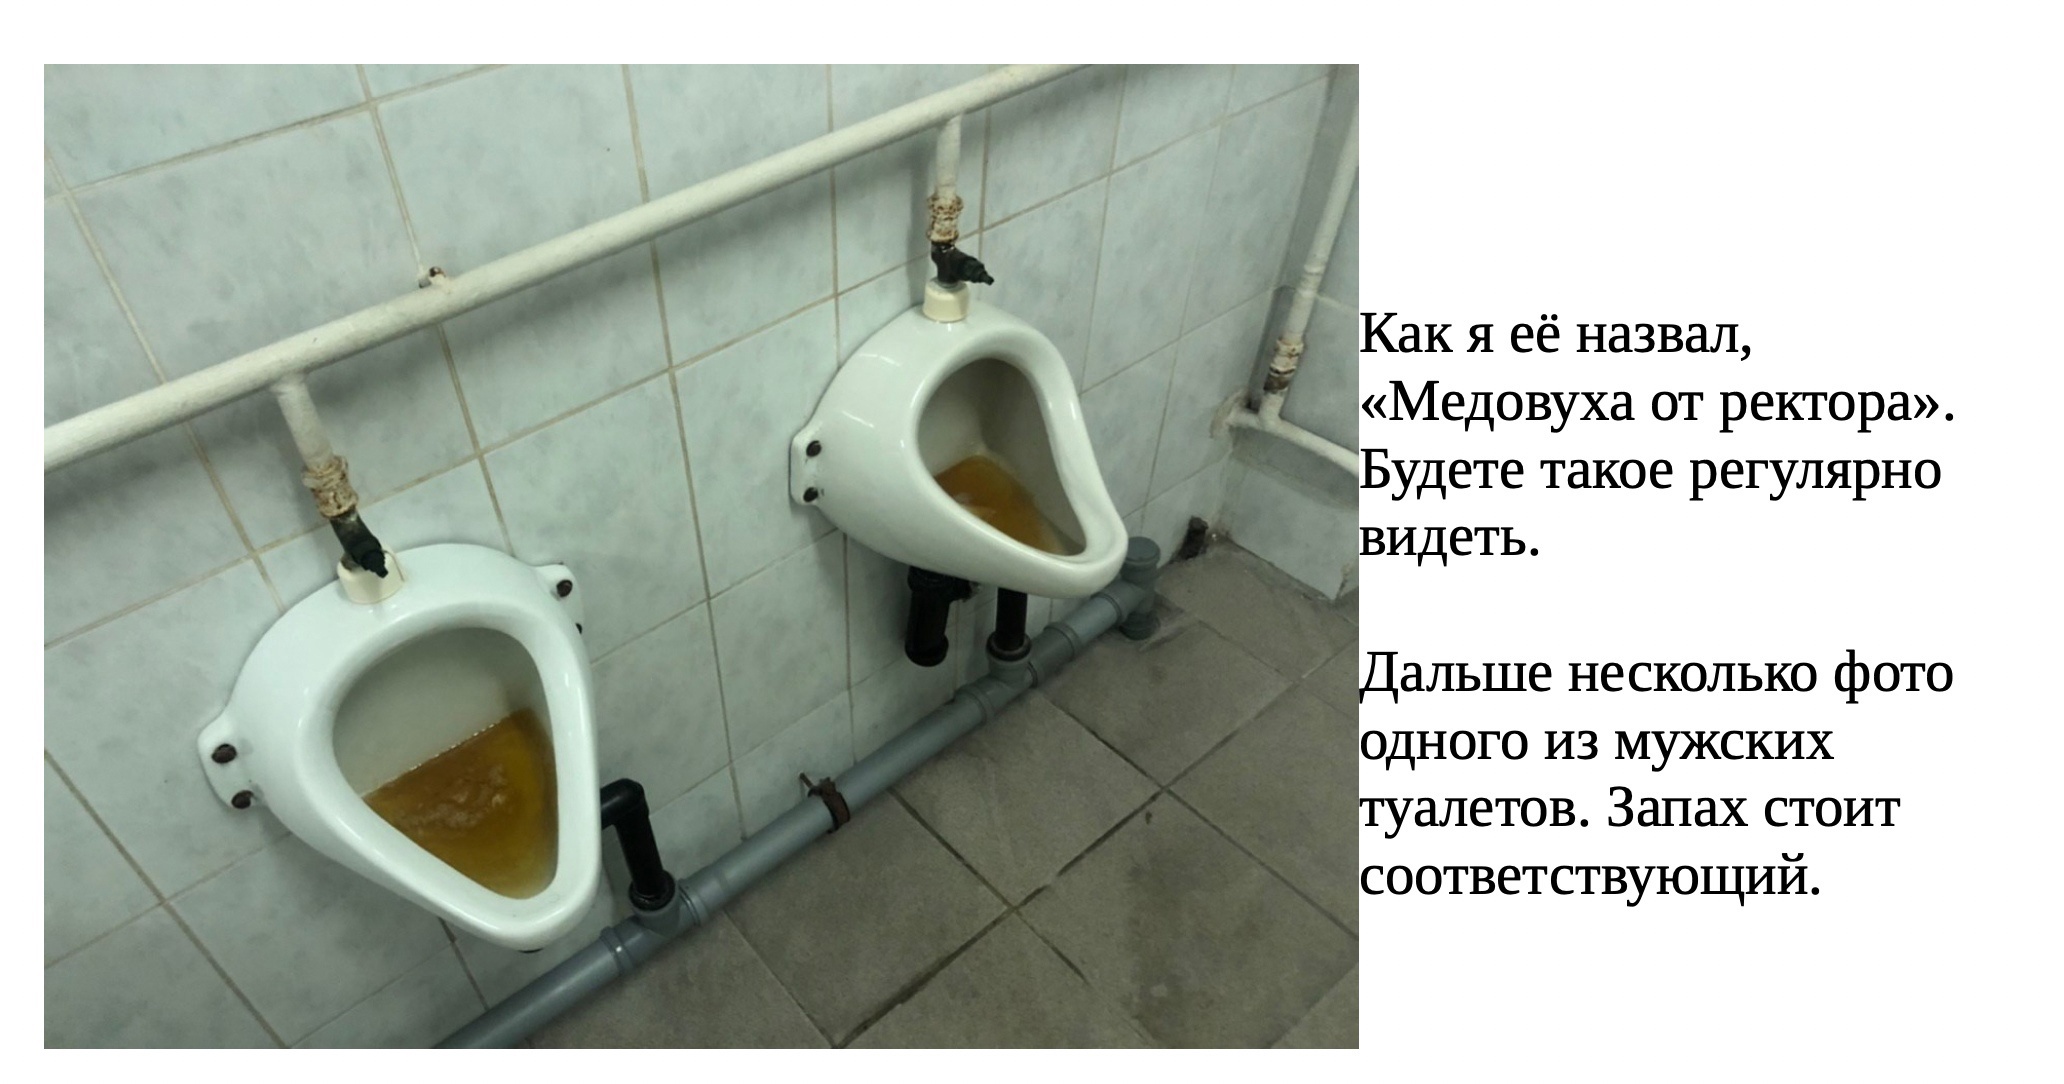 Как я её назвал,
«Медовуха от ректора».
Будете такое регулярно
видеть.
Дальше несколько фото
одного из мужских
туалетов. Запах стоит
соответствующий.